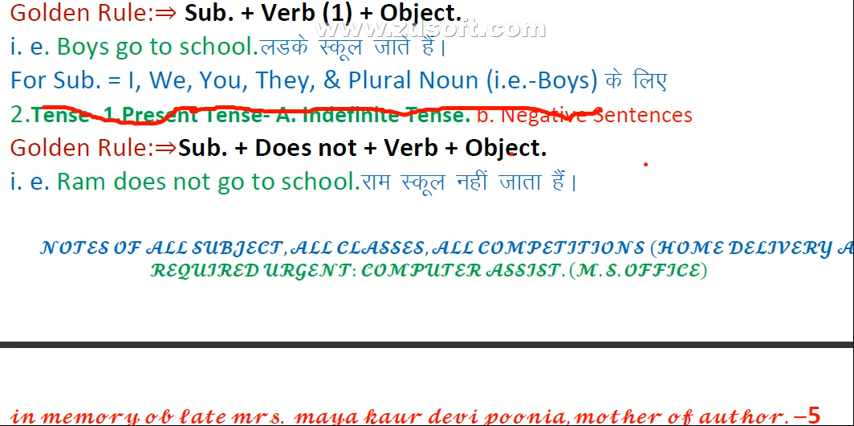 Golden Rule:⇒ Sub. + Verb (1) + Object.
www.zdsoft.com
i. e. Boys go to school.लडके स्कूल जाते हैं।
For Sub. = I, We, You, They, & Plural Noun (i.e.-Boys) के लिए
2.Tense- 1.Present Tense- A. Indefinite Tense. b. Negative Sentences
Golden Rule:⇒Sub. + Does not + Verb + Object.
i. e. Ram does not go to school.राम स्कूल नहीं जाता हैं।
NOTES OF ALL SUBJECT,ALL CLASSES,ALL COMPETITIONS (HOME DELIVERY A
REQUIRED URGENT: COMPUTER ASSIST.(M.S.OFFICE)
in memory ob late mrs. maya kaur devi poonia,mother of author.–5